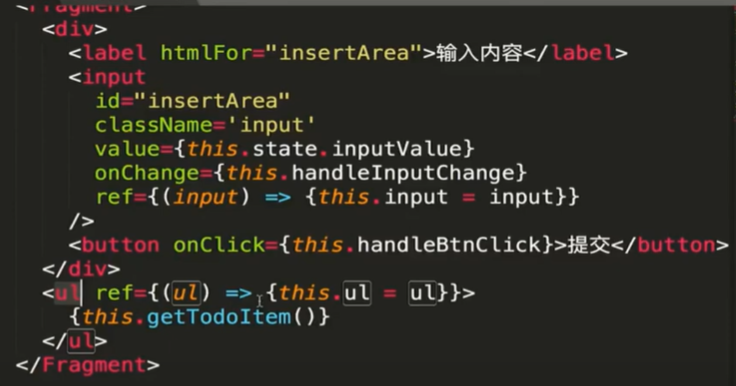 <Fragment>
<div>
<label htmlFor="insertArea">输入内容</label>
<input
id="insertArea"
className='input'
value={this.state.inputValue}
onChange={this.handleInputChange}
ref={(input) => {this.input = input}}
/>
<button onClick={this.handleBtnClick}>提交</button>
</div>
<ul ref={(ul) => {this.ul = ul}}>
{this.getTodoItem()}
</ul>
</Fragment>